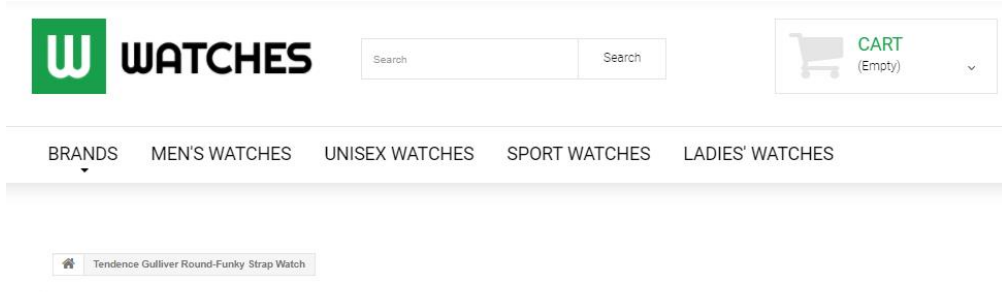 W WATCHES
Search
Search
CART
(Empty)
BRANDS
MEN'S WATCHES
UNISEX WATCHES
SPORT WATCHES
LADIES' WATCHES
Tendence Gulliver Round-Funky Strap Watch